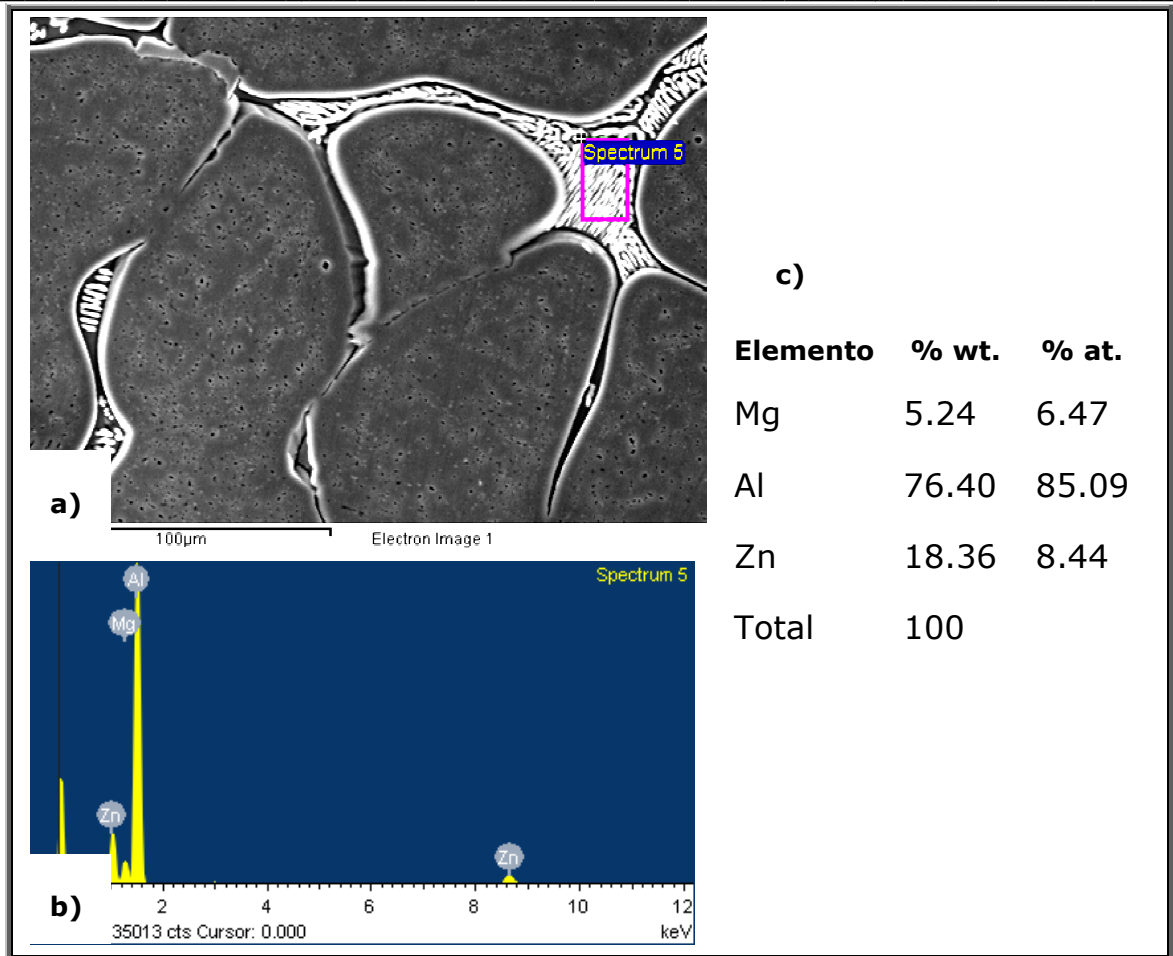 Spectrum 5
a)
100µm Electron Image 1
c)
Elemento % wt. % at.
Mg 5.24 6.47
Al 76.40 85.09
Zn 18.36 8.44
Total 100
Spectrum 5
Al
Mg
Zn
Zn
b)
2 4 6 8 10 12
35013 cts Cursor: 0.000 keV